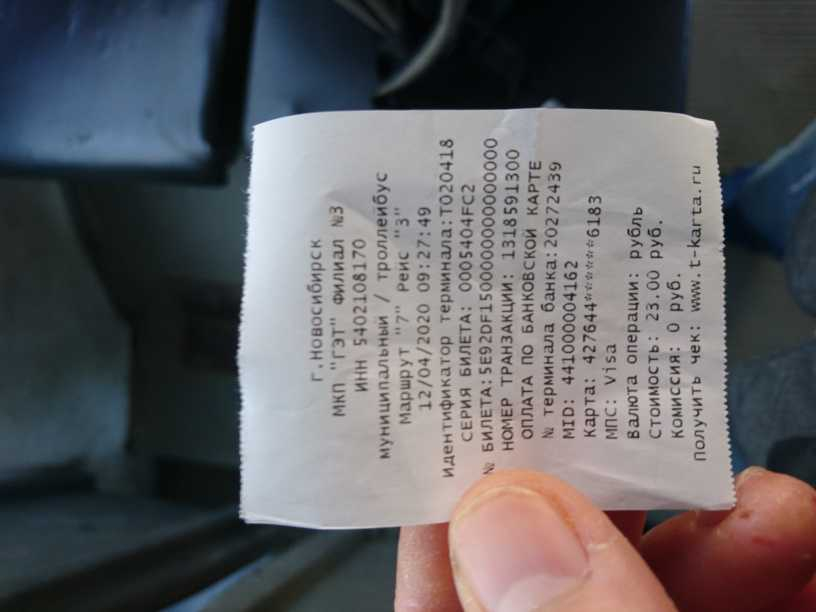 г.Новосибирск
МКП "ГЭТ" Филиал №3
ИНН 5402108170
муниципальный / троллейбус
Маршрут "7" Рейс "3"
12/04/2020 09:27:49
идентификатор терминала:T020418
СЕРИЯ БИЛЕТА: 0005404FC2
№ БИЛЕТА:5E92DF150000000000000000
НОМЕР ТРАНЗАКЦИИ: 1318591300
ОПЛАТА ПО БАНКОВСКОЙ КАРТЕ
№ терминала банка:20272439
MID: 441000004162
Карта: 427644******6183
МПС: Visa
Валюта операции: рубль
СТОИМОСТЬ: 23.00 руб.
КОМИССИЯ: 0 руб.
Получить чек: www.t-karta.ru